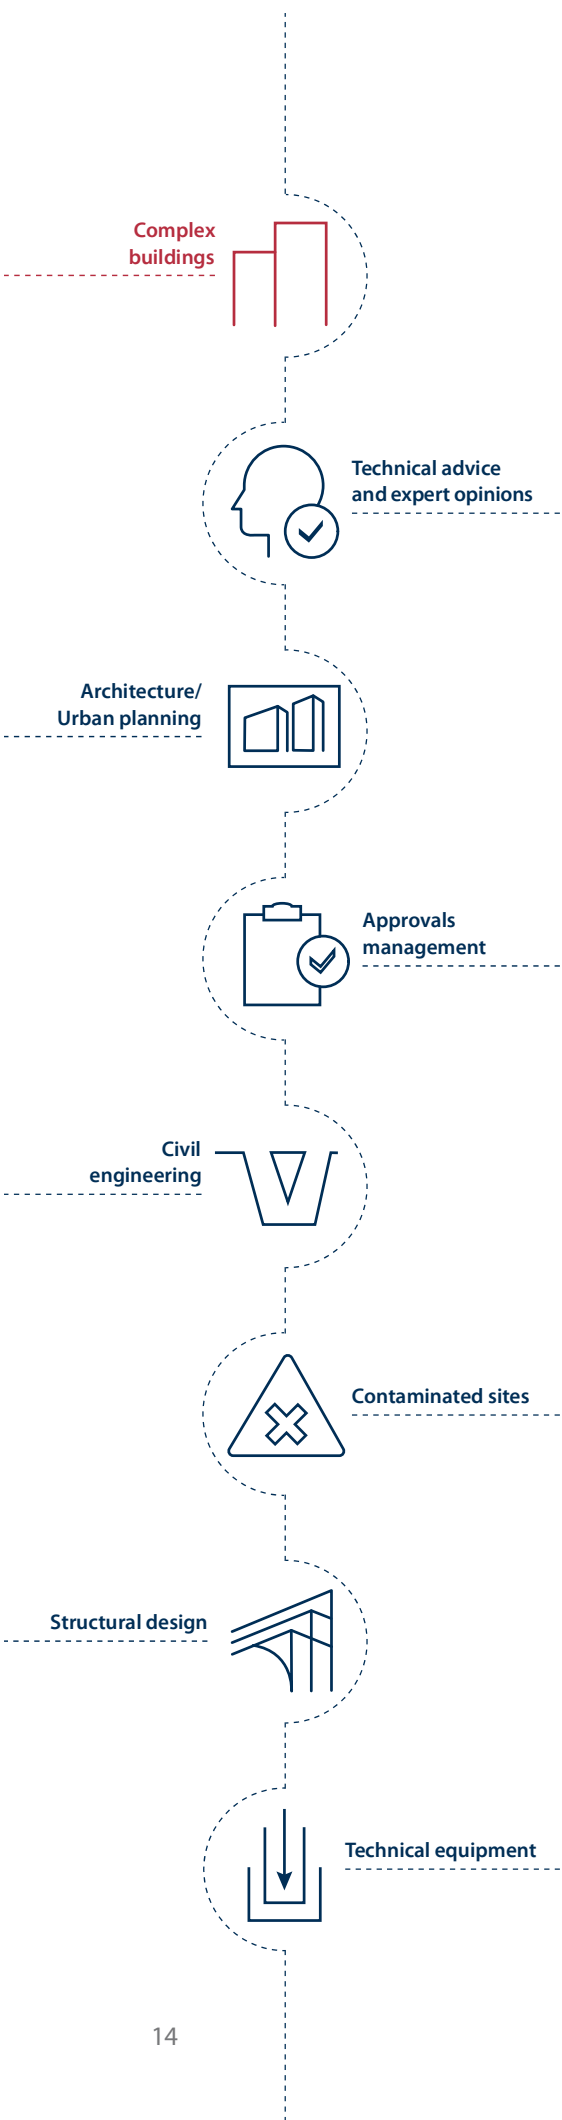 Complex
buildings
Technical advice
and expert opinions
Architecture/
Urban planning
Approvals
management
Civil
engineering
Contaminated sites
Structural design
Technical equipment
14